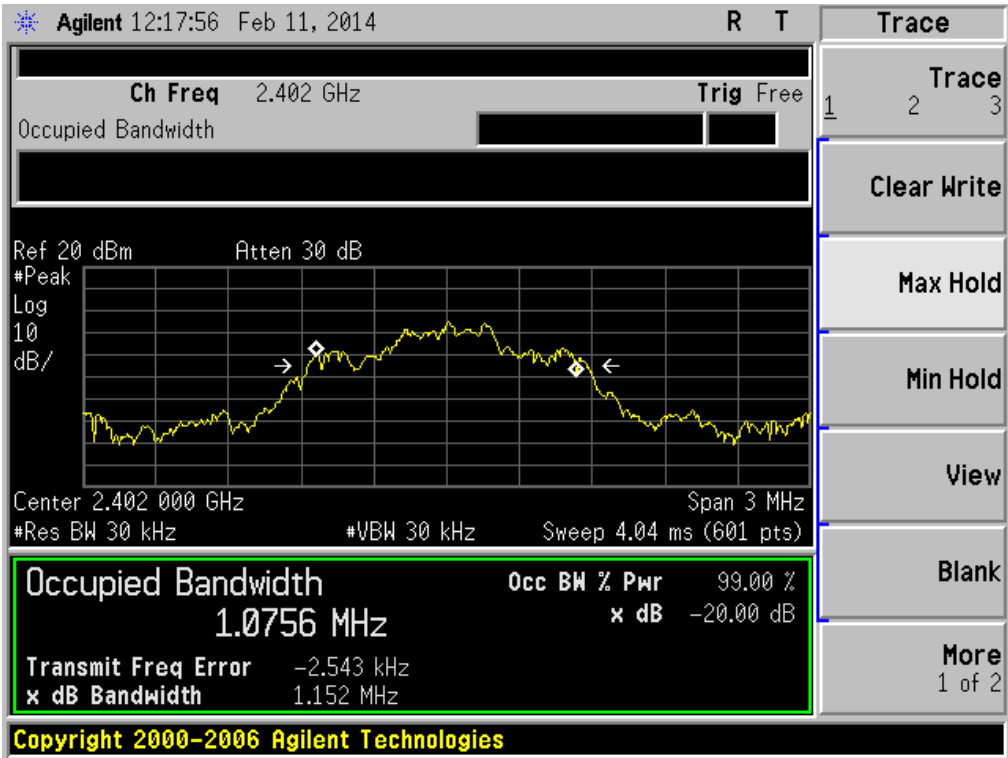 Agilent 12:17:56 Feb 11, 2014 R T
Trace
Ch Freq 2.402 GHz Trig Free
Occupied Bandwidth
Ref 20 dBm Atten 30 dB
#Peak
Log
10
dB/
Center 2.402 000 GHz Span 3 MHz
#Res BW 30 kHz #VBW 30 kHz Sweep 4.04 ms (601 pts)
Occupied Bandwidth
1.0756 MHz
Occ BW % Pwr 99.00 %
x dB -20.00 dB
Transmit Freq Error -2.543 kHz
x dB Bandwidth 1.152 MHz
Trace
1 2 3
Clear Write
Max Hold
Min Hold
View
Blank
More
1 of 2
Copyright 2000-2006 Agilent Technologies